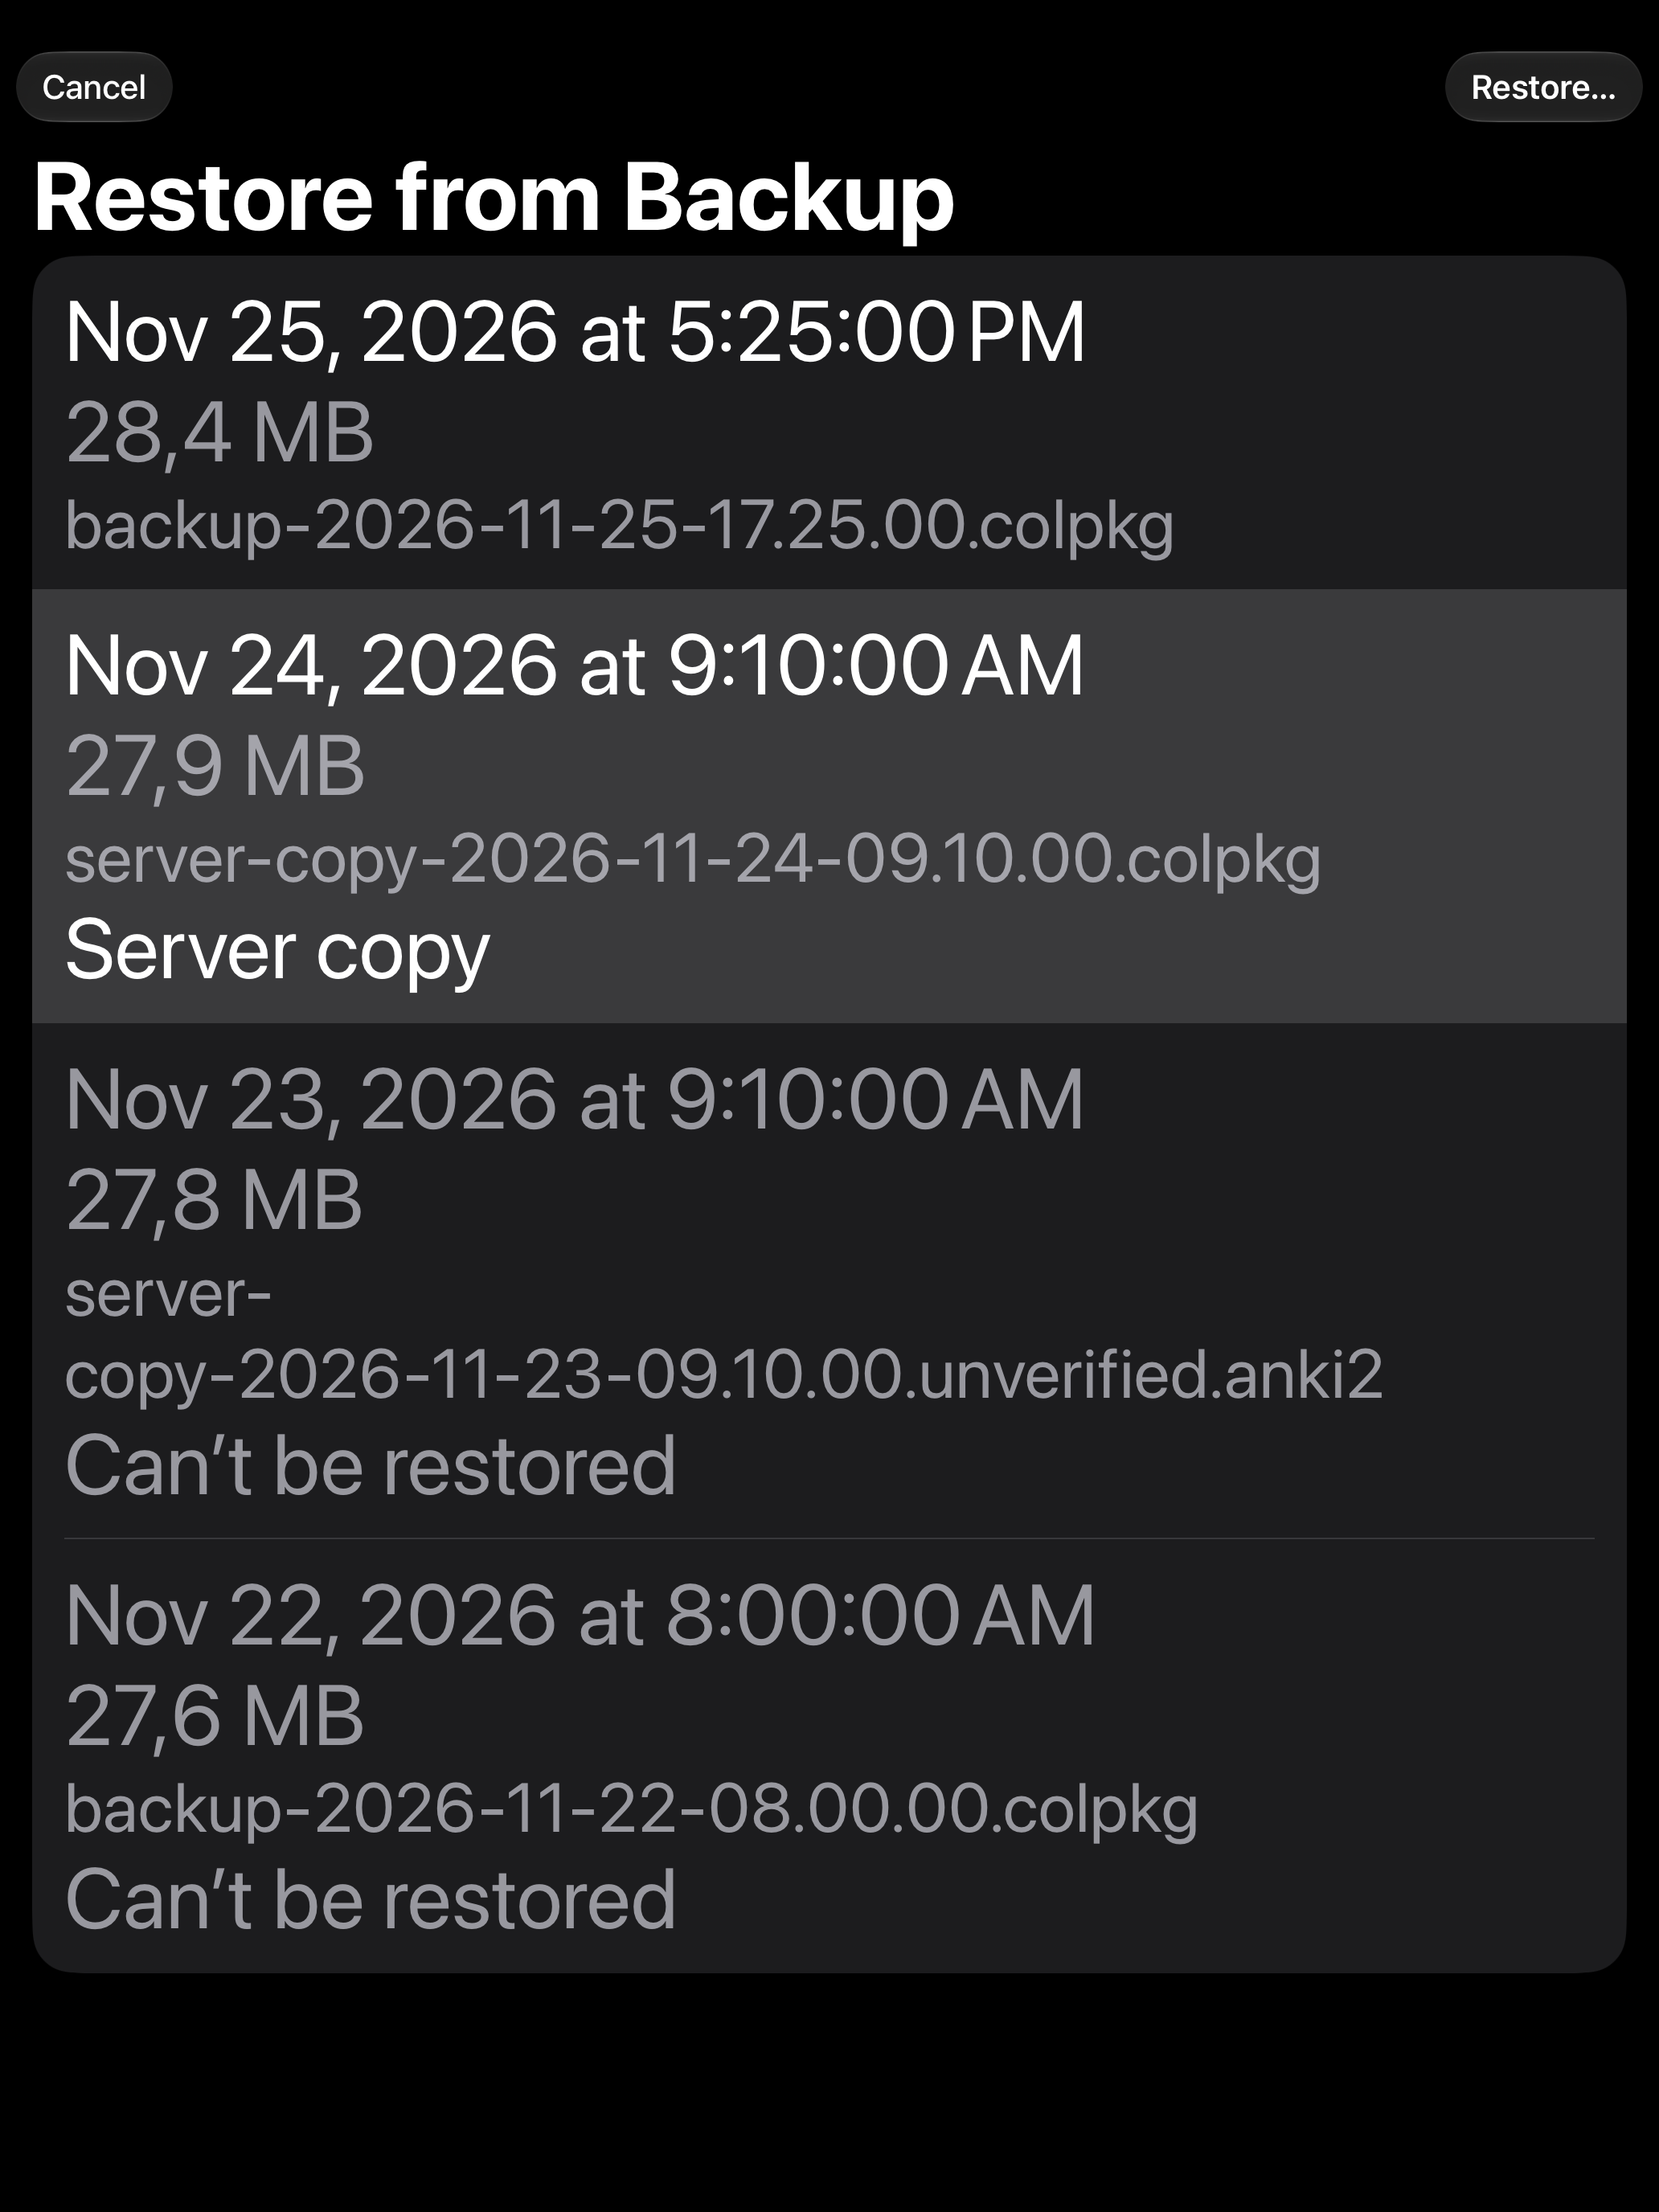 Cancel
Restore...
Restore from Backup
Nov 25, 2026 at 5:25:00 PM
28,4 MB
backup-2026-11-25-17.25.00.colpkg
Nov 24, 2026 at 9:10:00 AM
27,9 MB
server-copy-2026-11-24-09.10.00.colpkg
Server copy
Nov 23, 2026 at 9:10:00 AM
27,8 MB
server-
copy-2026-11-23-09.10.00.unverified.anki2
Can’t be restored
Nov 22, 2026 at 8:00:00 AM
27,6 MB
backup-2026-11-22-08.00.00.colpkg
Can’t be restored